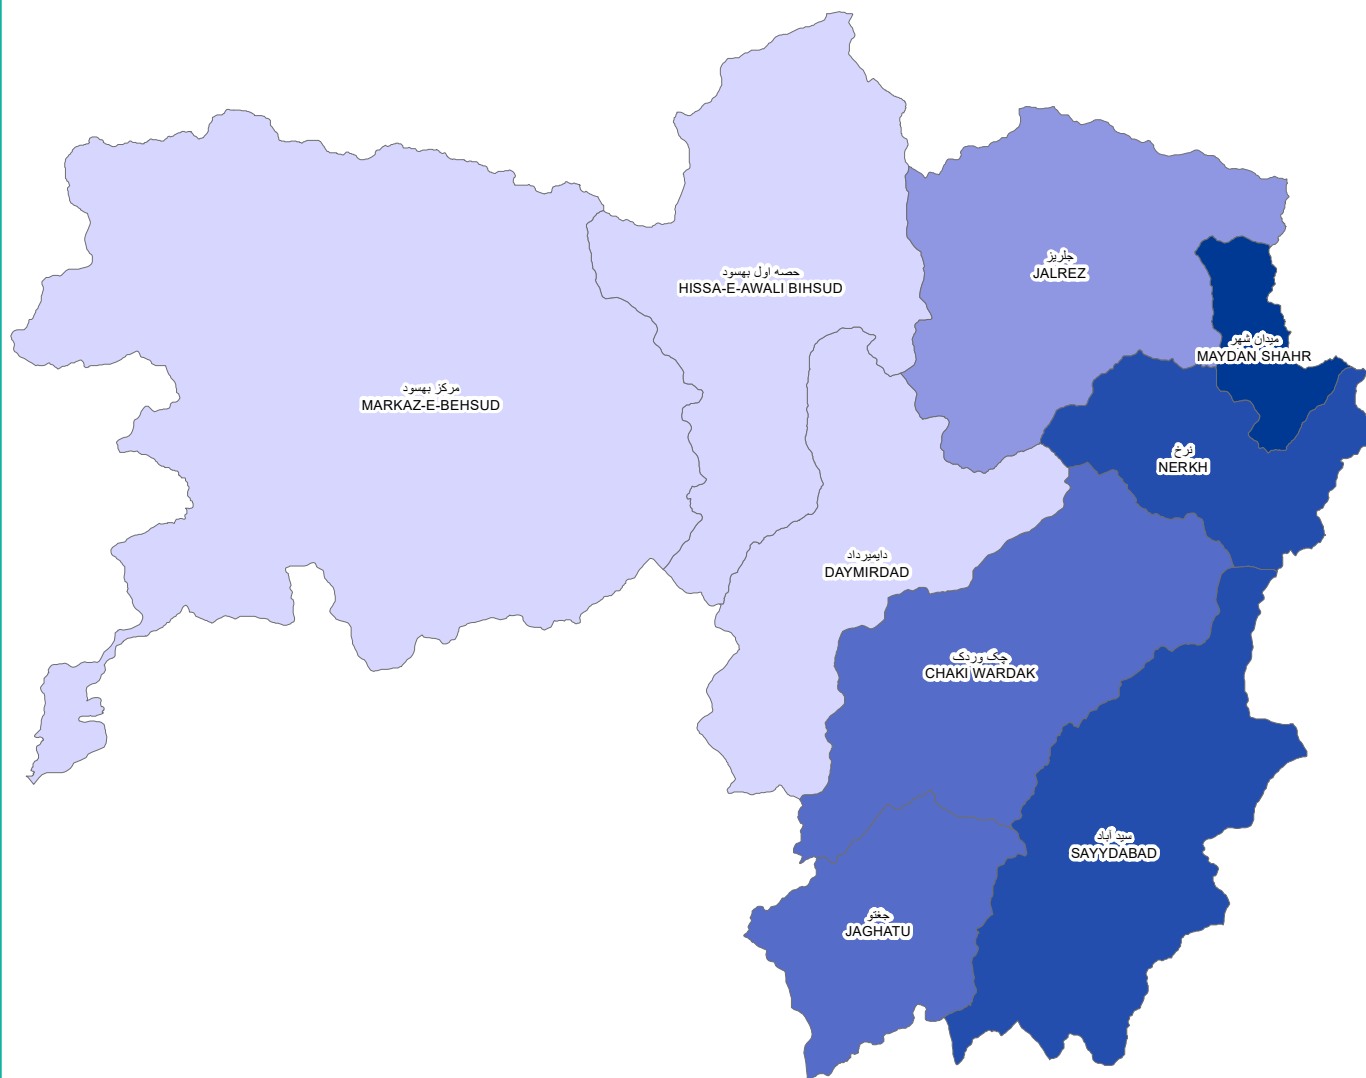 جلریز
JALREZ
حصه اول بهسود
HISSA-E-AWALI BIHSUD
میدان شهر
MAYDAN SHAHR
مرکز بهسود
MARKAZ-E-BEHSUD
نرخ
NERKH
دایمیرداد
DAYMIRDAD
چک وردک
CHAKI WARDAK
سید آباد
SAYYDABAD
جغتو
JAGHATU